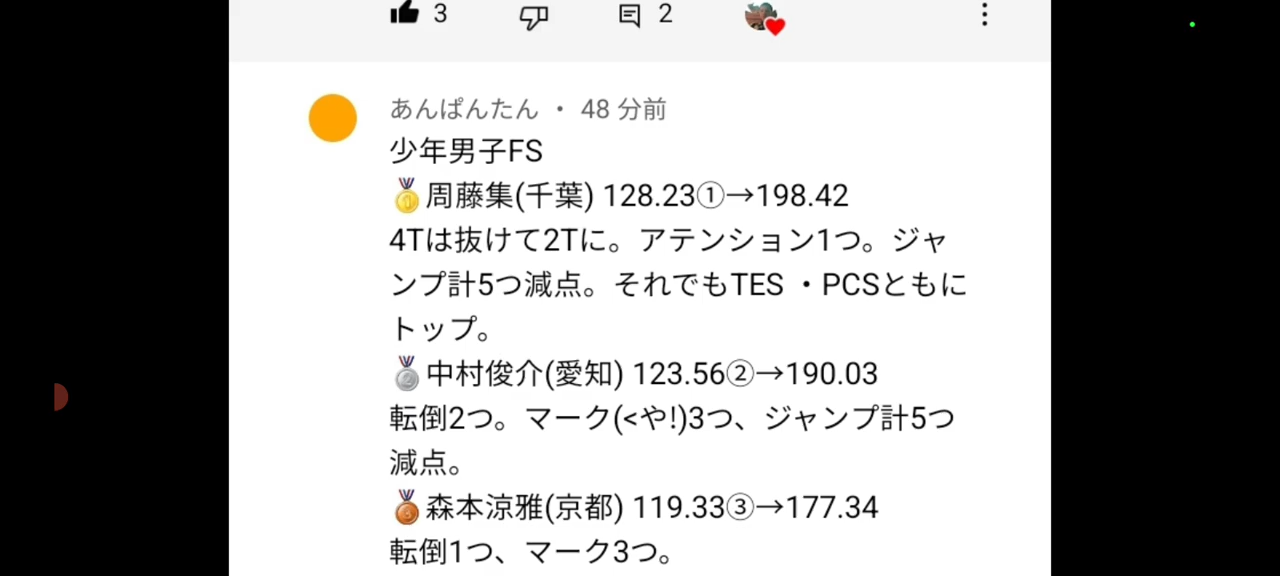 3 2
あんぱんたん ・ 48 分前
少年男子FS
🥇周藤集(千葉) 128.23①→198.42
4Tは抜けて2Tに。アテンション1つ。ジャ
ンプ計5つ減点。それでもTES ・PCSともに
トップ。
🥈中村俊介(愛知) 123.56②→190.03
転倒2つ。マーク(<や!)3つ、ジャンプ計5つ
減点。
🥉森本涼雅(京都) 119.33③→177.34
転倒1つ、マーク3つ。